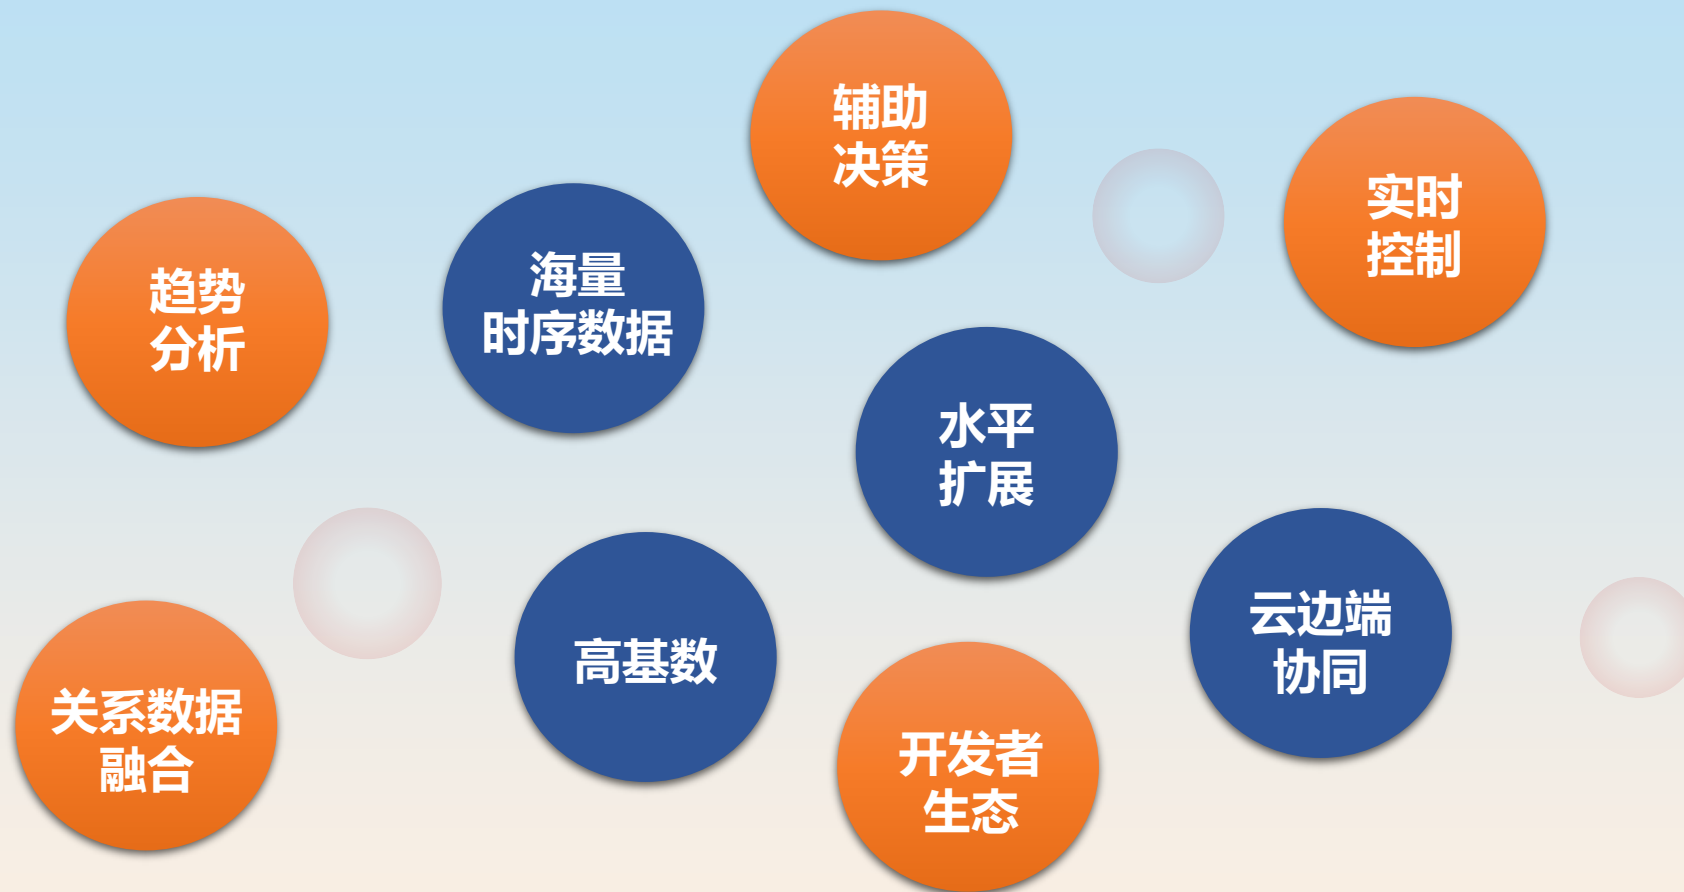 辅助
决策
实时
控制
趋势
分析
海量
时序数据
水平
扩展
云边端
协同
高基数
关系数据
融合
开发者
生态